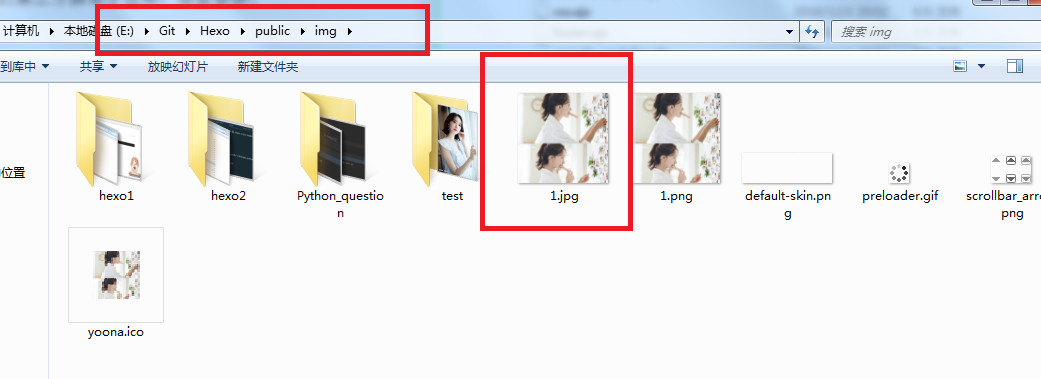 计算机 ▸ 本地磁盘 (E:) ▸ Git ▸ Hexo ▸ public ▸ img ▸
搜索 img
到库中 共享 放映幻灯片 新建文件夹
位置
hexo1
hexo2
Python_questio
n
test
1.jpg
1.png
default-skin.pn
g
preloader.gif
scrollbar_arro
png
yoona.ico